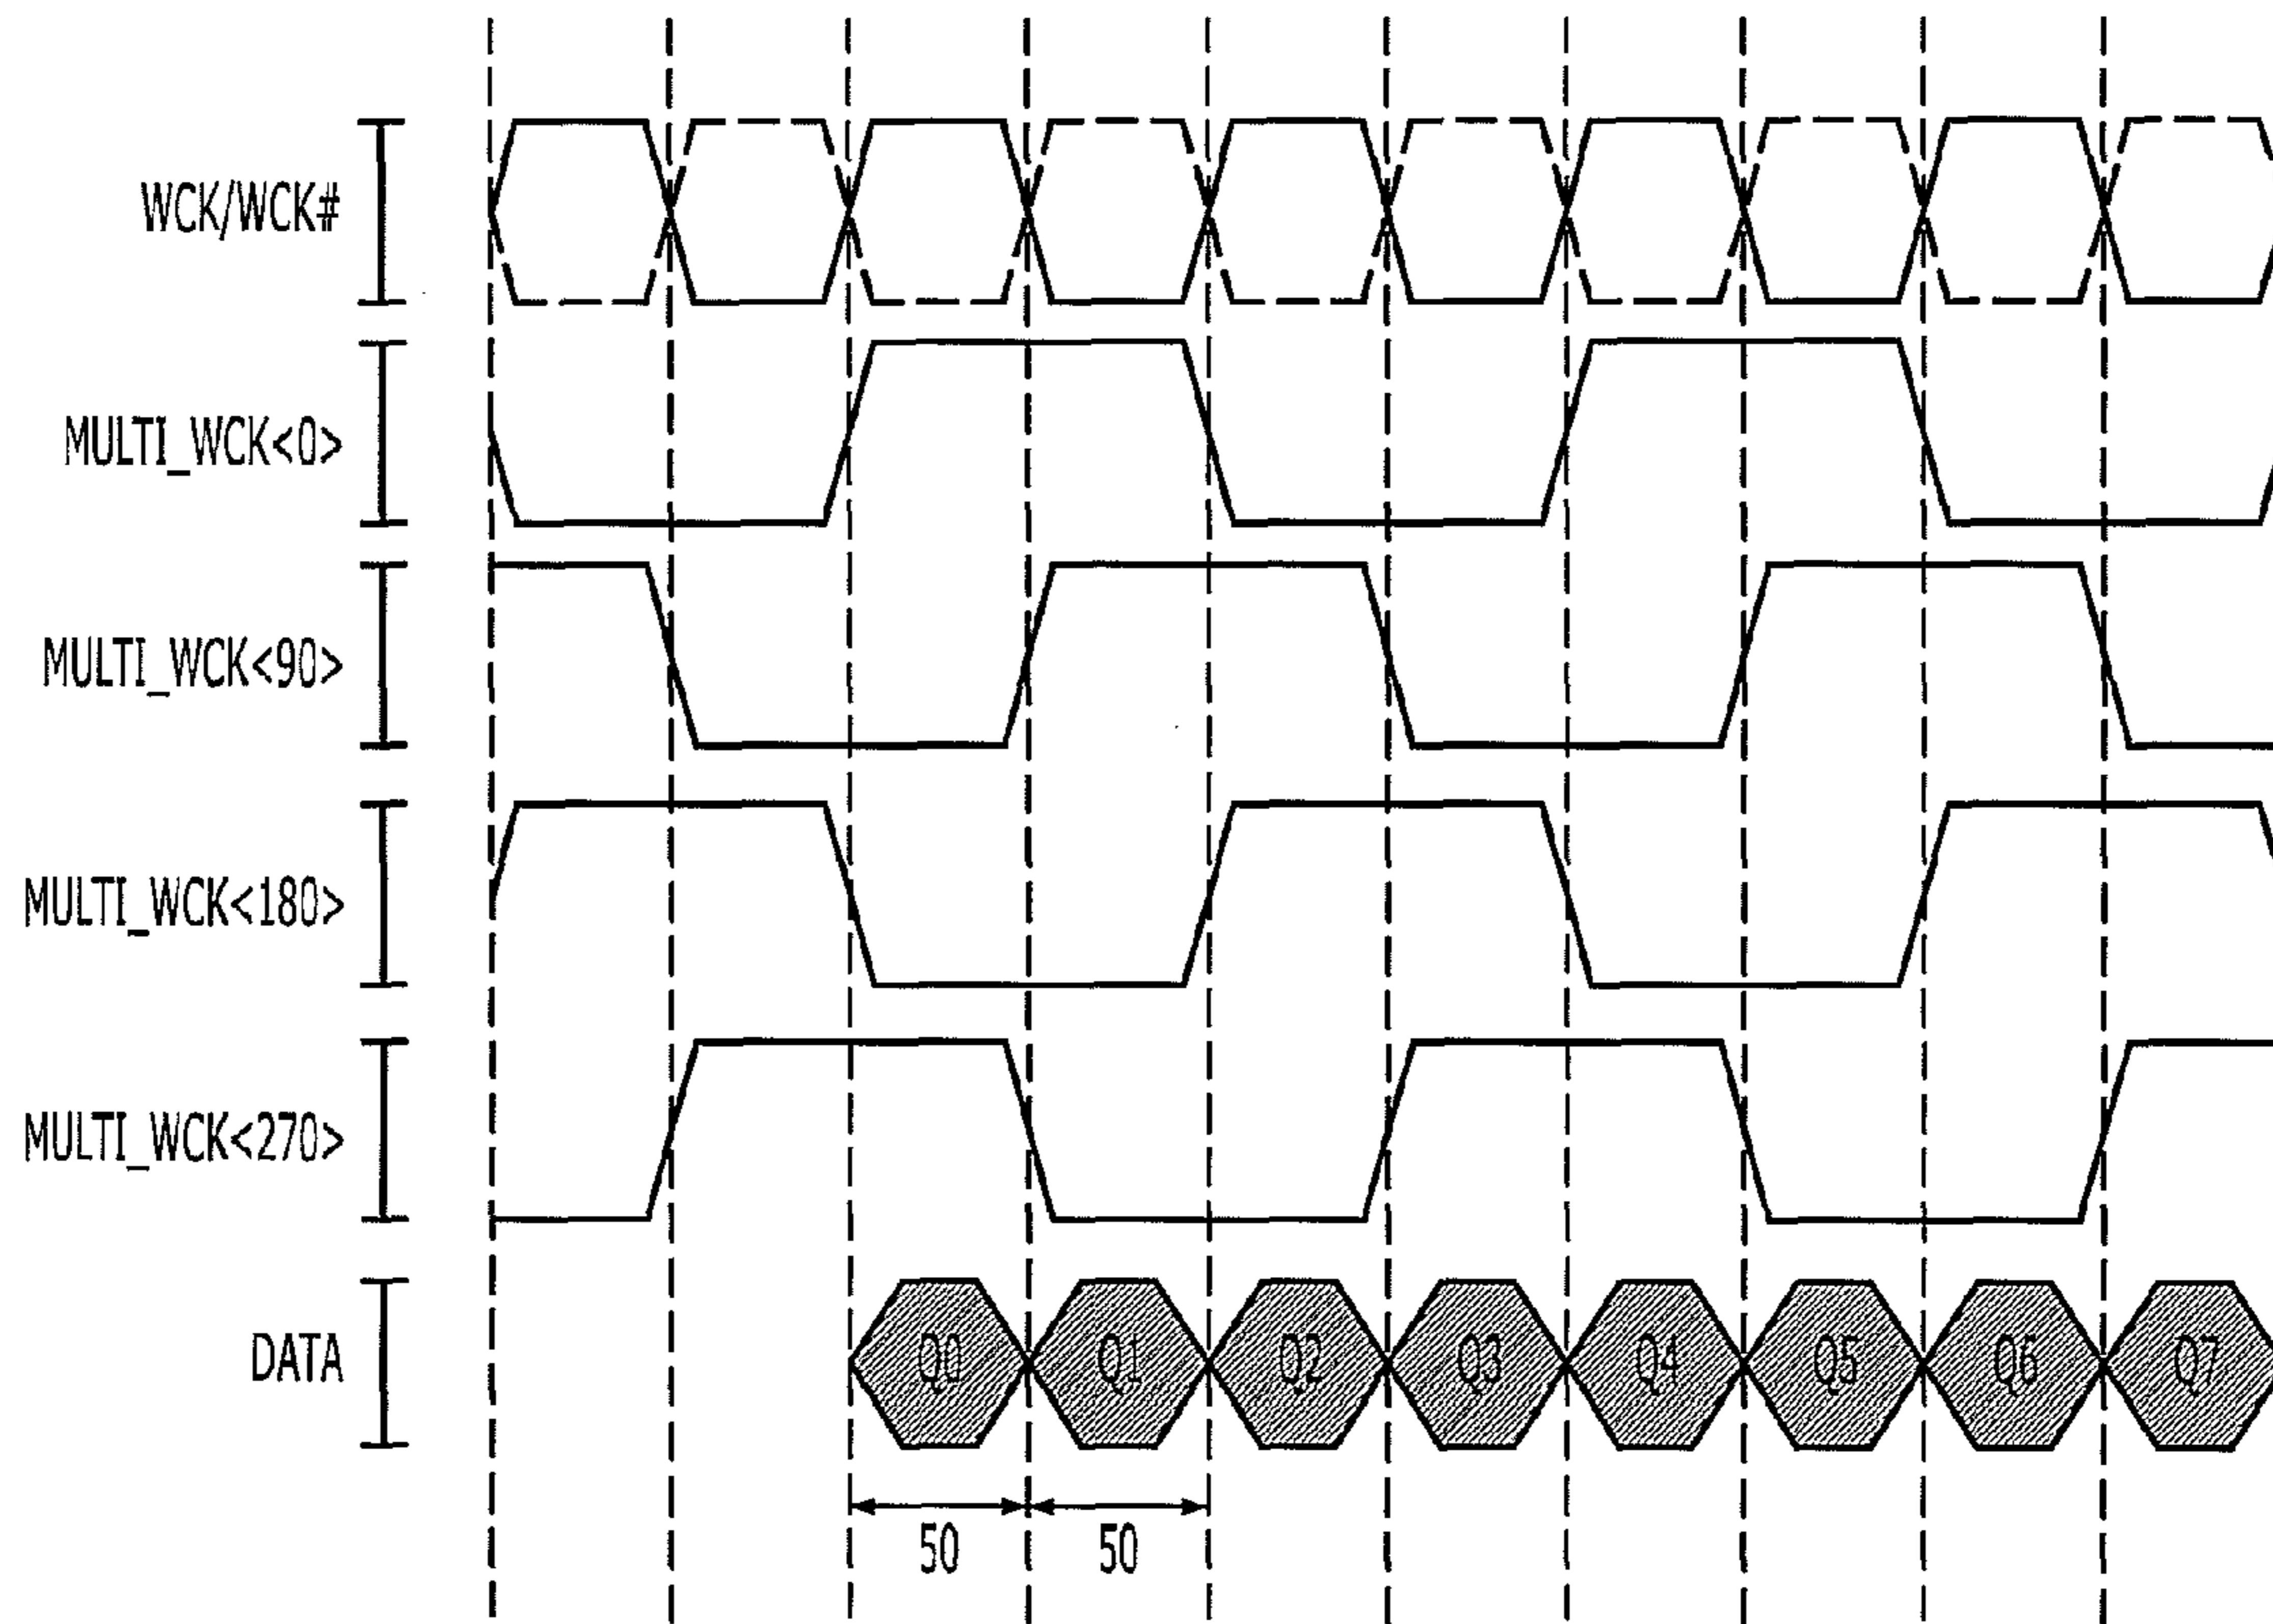 WCK/WCK#
MULTI_WCK<0>
MULTI_WCK<90>
MULTI_WCK<180>
MULTI_WCK<270>
DATA
Q0 Q1 Q2 Q3 Q4 Q5 Q6 Q7
50 50